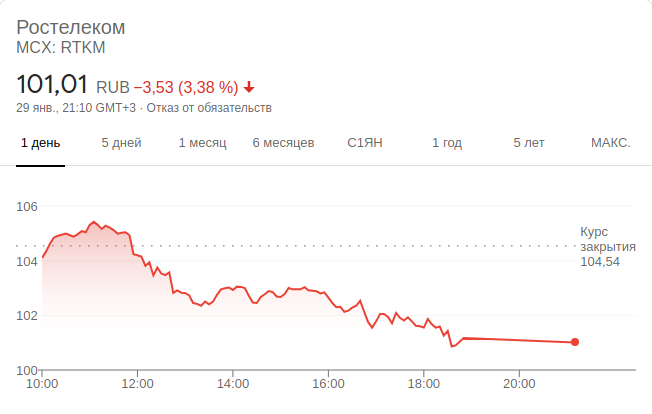 Ростелеком
MCX: RTKM
101,01 RUB −3,53 (3,38 %)
29 янв., 21:10 GMT+3 · Отказ от обязательств
1 день 5 дней 1 месяц 6 месяцев С1ЯН 1 год 5 лет МАКС.
106
Курс
закрытия
104,54
104
102
100
10:00 12:00 14:00 16:00 18:00 20:00